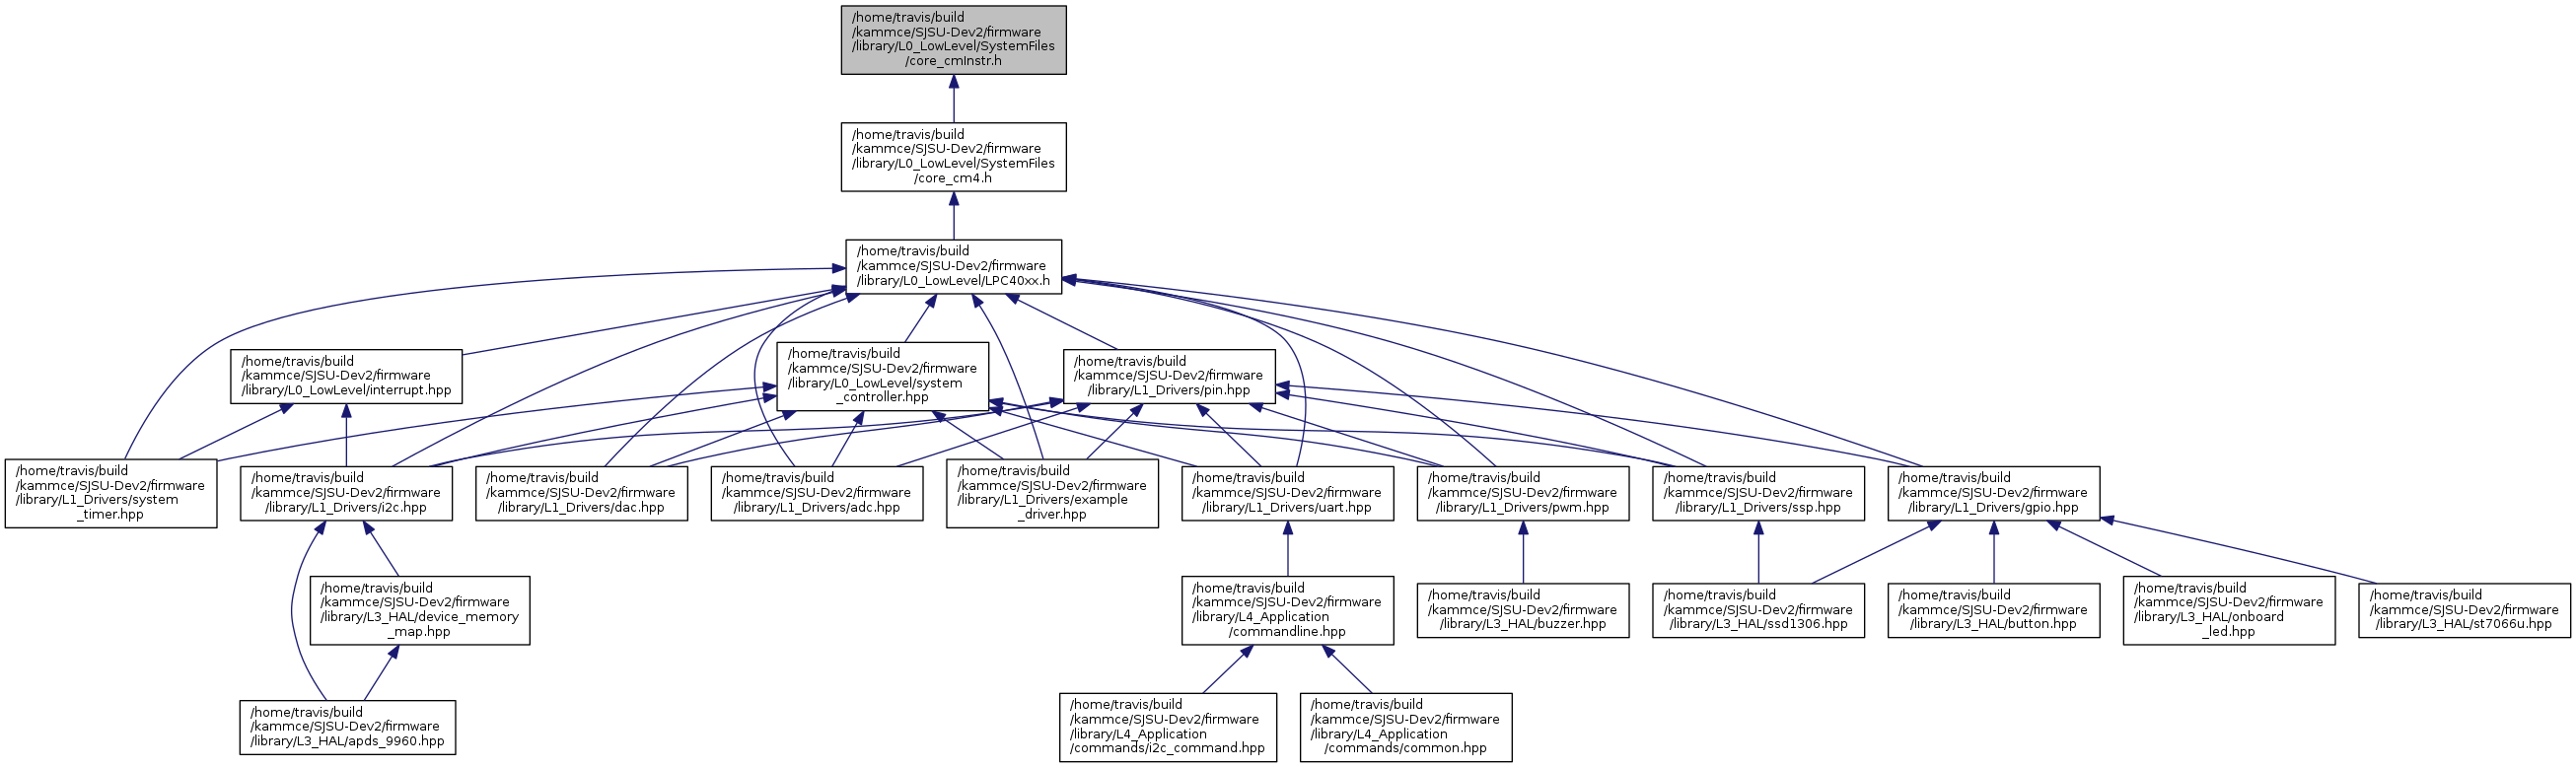 /home/travis/build
/kammce/SJSU-Dev2/firmware
/library/L0_LowLevel/SystemFiles
/core_cmInstr.h
/home/travis/build
/kammce/SJSU-Dev2/firmware
/library/L0_LowLevel/SystemFiles
/core_cm4.h
/home/travis/build
/kammce/SJSU-Dev2/firmware
/library/L0_LowLevel/LPC40xx.h
/home/travis/build
/kammce/SJSU-Dev2/firmware
/library/L0_LowLevel/interrupt.hpp
/home/travis/build
/kammce/SJSU-Dev2/firmware
/library/L0_LowLevel/system
_controller.hpp
/home/travis/build
/kammce/SJSU-Dev2/firmware
/library/L1_Drivers/pin.hpp
/home/travis/build
/kammce/SJSU-Dev2/firmware
/library/L1_Drivers/system
_timer.hpp
/home/travis/build
/kammce/SJSU-Dev2/firmware
/library/L1_Drivers/i2c.hpp
/home/travis/build
/kammce/SJSU-Dev2/firmware
/library/L1_Drivers/dac.hpp
/home/travis/build
/kammce/SJSU-Dev2/firmware
/library/L1_Drivers/adc.hpp
/home/travis/build
/kammce/SJSU-Dev2/firmware
/library/L1_Drivers/example
_driver.hpp
/home/travis/build
/kammce/SJSU-Dev2/firmware
/library/L1_Drivers/uart.hpp
/home/travis/build
/kammce/SJSU-Dev2/firmware
/library/L1_Drivers/pwm.hpp
/home/travis/build
/kammce/SJSU-Dev2/firmware
/library/L1_Drivers/ssp.hpp
/home/travis/build
/kammce/SJSU-Dev2/firmware
/library/L1_Drivers/gpio.hpp
/home/travis/build
/kammce/SJSU-Dev2/firmware
/library/L3_HAL/device_memory
_map.hpp
/home/travis/build
/kammce/SJSU-Dev2/firmware
/library/L4_Application
/commandline.hpp
/home/travis/build
/kammce/SJSU-Dev2/firmware
/library/L3_HAL/buzzer.hpp
/home/travis/build
/kammce/SJSU-Dev2/firmware
/library/L3_HAL/ssd1306.hpp
/home/travis/build
/kammce/SJSU-Dev2/firmware
/library/L3_HAL/button.hpp
/home/travis/build
/kammce/SJSU-Dev2/firmware
/library/L3_HAL/onboard
_led.hpp
/home/travis/build
/kammce/SJSU-Dev2/firmware
/library/L3_HAL/st7066u.hpp
/home/travis/build
/kammce/SJSU-Dev2/firmware
/library/L3_HAL/apds_9960.hpp
/home/travis/build
/kammce/SJSU-Dev2/firmware
/library/L4_Application
/commands/i2c_command.hpp
/home/travis/build
/kammce/SJSU-Dev2/firmware
/library/L4_Application
/commands/common.hpp